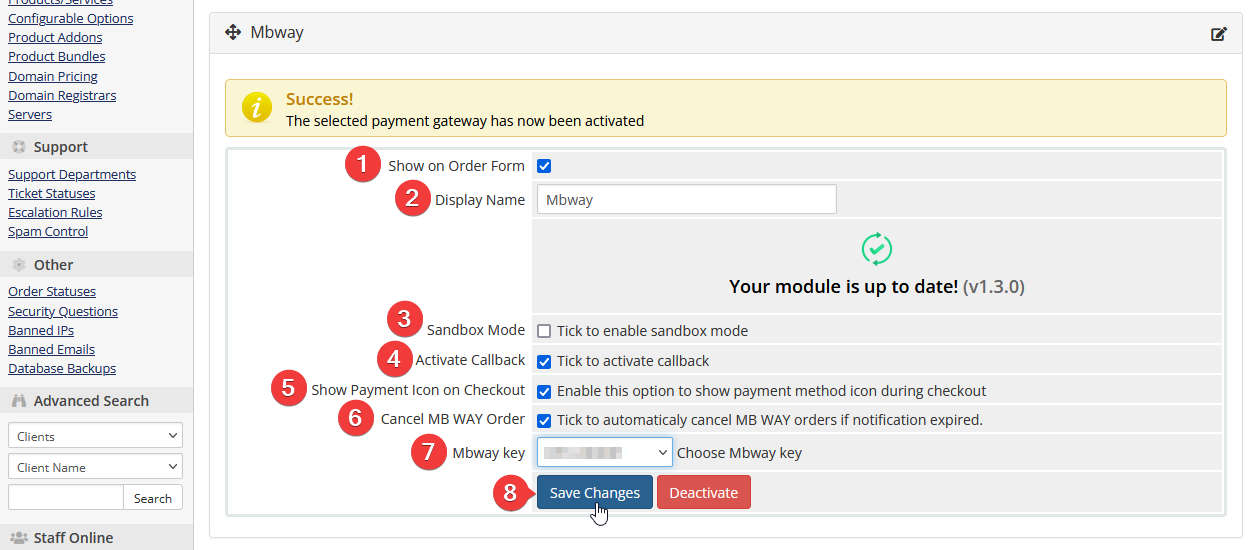 Products/Services
Configurable Options
Product Addons
Product Bundles
Domain Pricing
Domain Registrars
Servers
Support
Support Departments
Ticket Statuses
Escalation Rules
Spam Control
Other
Order Statuses
Security Questions
Banned IPs
Banned Emails
Database Backups
Advanced Search
Clients
Client Name
Search
Staff Online
Mbway
i
Success!
The selected payment gateway has now been activated
1 Show on Order Form
2 Display Name Mbway
Your module is up to date! (v1.3.0)
3 Sandbox Mode Tick to enable sandbox mode
4 Activate Callback Tick to activate callback
5 Show Payment Icon on Checkout Enable this option to show payment method icon during checkout
6 Cancel MB WAY Order Tick to automaticaly cancel MB WAY orders if notification expired.
7 Mbway key Choose Mbway key
8 Save Changes Deactivate